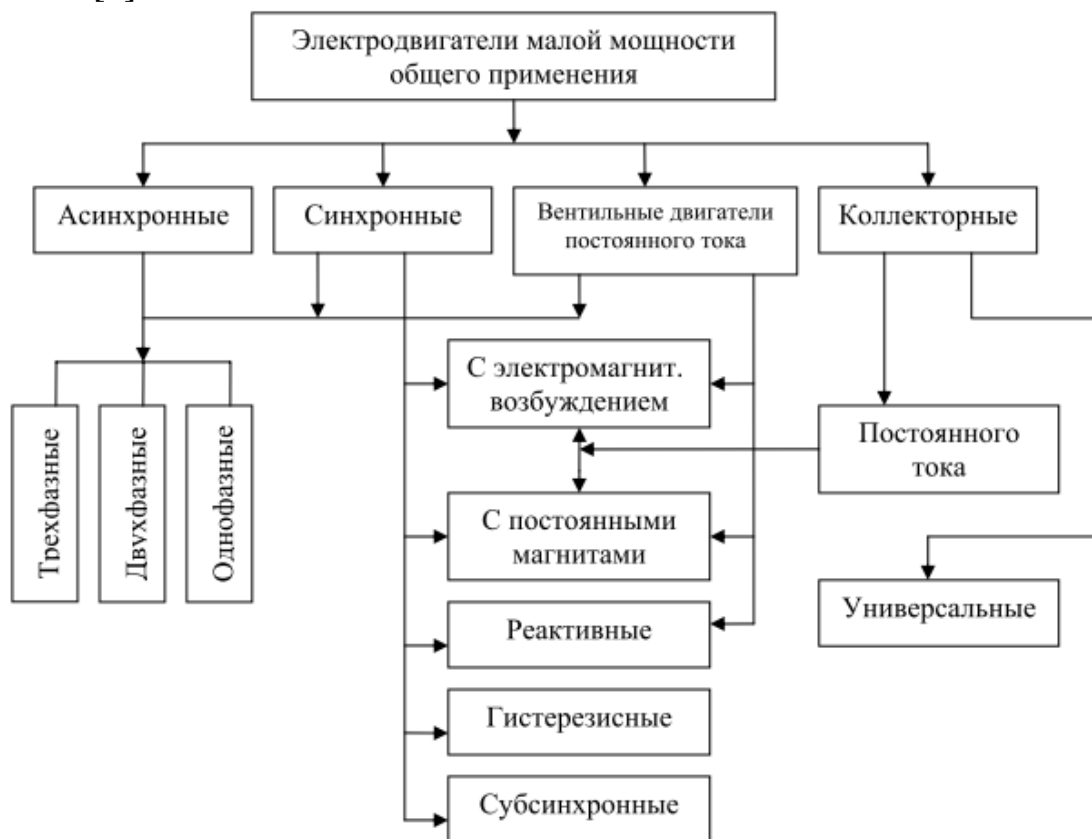 Электродвигатели малой мощности
общего применения
Асинхронные
Синхронные
Вентильные двигатели
постоянного тока
Коллекторные
С электромагнит.
возбуждением
Постоянного
тока
Трехфазные
Двухфазные
Однофазные
С постоянными
магнитами
Универсальные
Реактивные
Гистерезисные
Субсинхронные